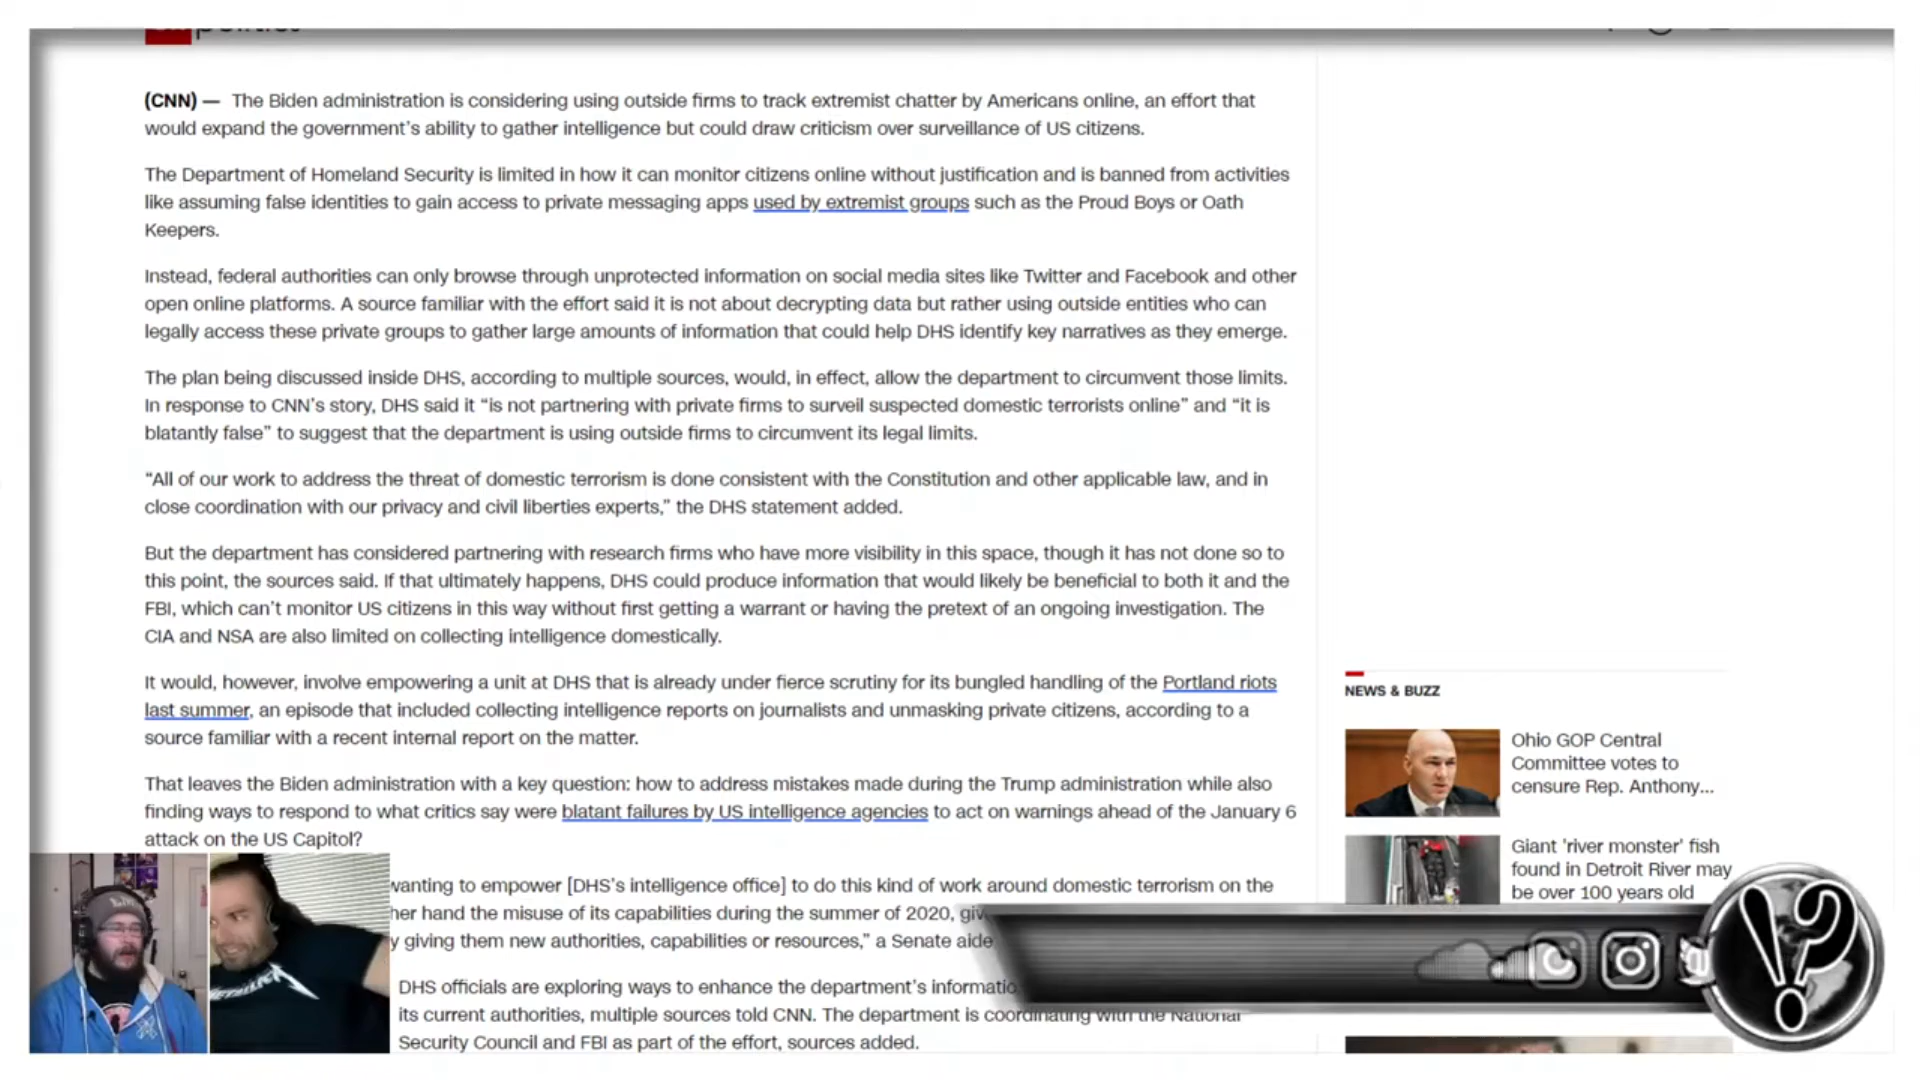 (CNN) — The Biden administration is considering using outside firms to track extremist chatter by Americans online, an effort that
would expand the government's ability to gather intelligence but could draw criticism over surveillance of US citizens.
The Department of Homeland Security is limited in how it can monitor citizens online without justification and is banned from activities
like assuming false identities to gain access to private messaging apps used by extremist groups such as the Proud Boys or Oath
Keepers.
Instead, federal authorities can only browse through unprotected information on social media sites like Twitter and Facebook and other
open online platforms. A source familiar with the effort said it is not about decrypting data but rather using outside entities who can
legally access these private groups to gather large amounts of information that could help DHS identify key narratives as they emerge.
The plan being discussed inside DHS, according to multiple sources, would, in effect, allow the department to circumvent those limits.
In response to CNN's story, DHS said it “is not partnering with private firms to surveil suspected domestic terrorists online” and “it is
blatantly false” to suggest that the department is using outside firms to circumvent its legal limits.
“All of our work to address the threat of domestic terrorism is done consistent with the Constitution and other applicable law, and in
close coordination with our privacy and civil liberties experts,” the DHS statement added.
But the department has considered partnering with research firms who have more visibility in this space, though it has not done so to
this point, the sources said. If that ultimately happens, DHS could produce information that would likely be beneficial to both it and the
FBI, which can't monitor US citizens in this way without first getting a warrant or having the pretext of an ongoing investigation. The
CIA and NSA are also limited on collecting intelligence domestically.
It would, however, involve empowering a unit at DHS that is already under fierce scrutiny for its bungled handling of the Portland riots
last summer, an episode that included collecting intelligence reports on journalists and unmasking private citizens, according to a
source familiar with a recent internal report on the matter.
That leaves the Biden administration with a key question: how to address mistakes made during the Trump administration while also
finding ways to respond to what critics say were blatant failures by US intelligence agencies to act on warnings ahead of the January 6
attack on the US Capitol?
wanting to empower [DHS's intelligence office] to do this kind of work around domestic terrorism on the
her hand the misuse of its capabilities during the summer of 2020, giv
y giving them new authorities, capabilities or resources,” a Senate aide
DHS officials are exploring ways to enhance the department's informatio
its current authorities, multiple sources told CNN. The department is coordinating with the National
Security Council and FBI as part of the effort, sources added.
NEWS & BUZZ
Ohio GOP Central
Committee votes to
censure Rep. Anthony...
Giant 'river monster' fish
found in Detroit River may
be over 100 years old
!?